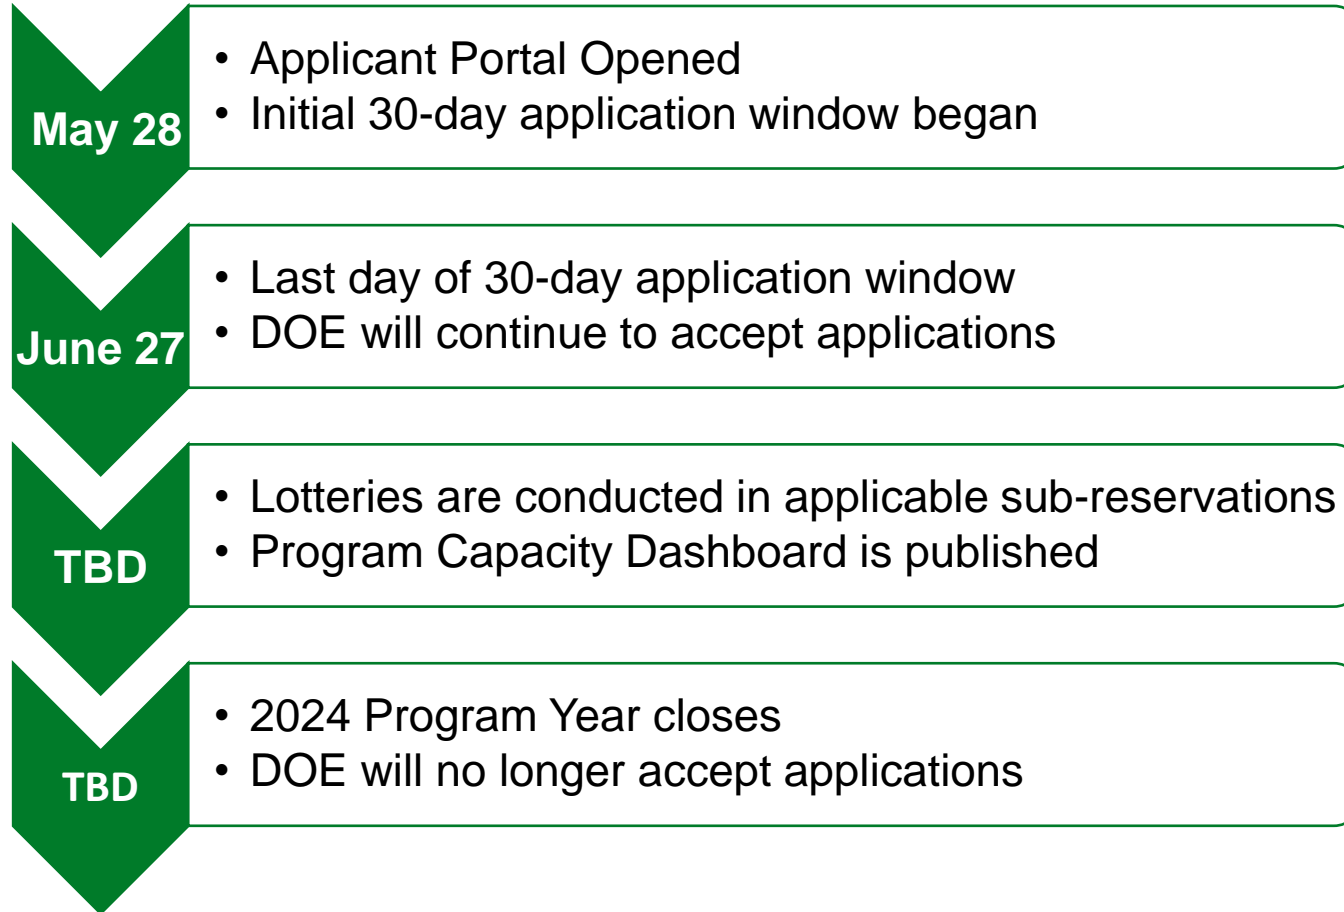 May 28
• Applicant Portal Opened
• Initial 30-day application window began
June 27
• Last day of 30-day application window
• DOE will continue to accept applications
TBD
• Lotteries are conducted in applicable sub-reservations
• Program Capacity Dashboard is published
TBD
• 2024 Program Year closes
• DOE will no longer accept applications